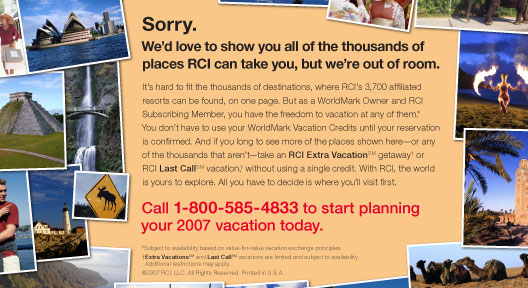 Sorry.
We'd love to show you all of the thousands of
places RCI can take you, but we're out of room.
It's hard to fit the thousands of destinations, where RCI's 3,700 affiliated
resorts can be found, on one page. But as a WorldMark Owner and RCI
Subscribing Member, you have the freedom to vacation at any of them.*
You don't have to use your WorldMark Vacation Credits until your reservation
is confirmed. And if you long to see more of the places shown here—or any
of the thousands that aren't—take an RCI Extra Vacation℠ getaway† or
RCI Last Call℠ vacation,† without using a single credit. With RCI, the world
is yours to explore. All you have to decide is where you'll visit first.
Call 1-800-585-4833 to start planning
your 2007 vacation today.
*Subject to availability based on value-for-value vacation exchange principles.
†Extra Vacations℠ and Last Call℠ vacations are limited and subject to availability.
Additional restrictions may apply.
©2007 RCI, LLC, All Rights Reserved. Printed in U.S.A.